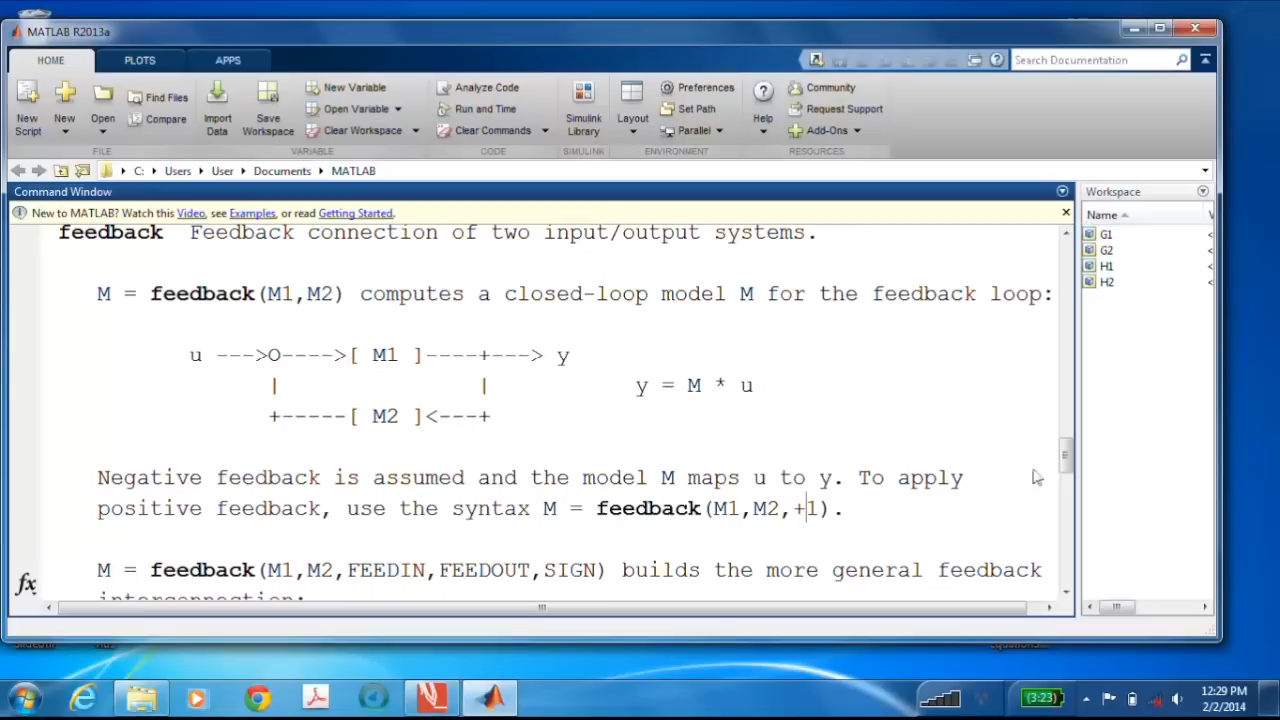 MATLAB R2013a
HOME PLOTS APPS
Search Documentation
New Script
New
Open
Find Files
Compare
Import Data
Save Workspace
New Variable
Open Variable
Clear Workspace
Analyze Code
Run and Time
Clear Commands
Simulink Library
Layout
Preferences
Set Path
Parallel
Help
Community
Request Support
Add-Ons
FILE VARIABLE CODE SIMULINK ENVIRONMENT RESOURCES
C: Users User Documents MATLAB
Command Window
New to MATLAB? Watch this Video, see Examples, or read Getting Started.
feedback Feedback connection of two input/output systems.
M = feedback(M1,M2) computes a closed-loop model M for the feedback loop:
u --->O---->[ M1 ]----+---> y
| | y = M * u
+-----[ M2 ]<---+
Negative feedback is assumed and the model M maps u to y. To apply
positive feedback, use the syntax M = feedback(M1,M2,+1).
M = feedback(M1,M2,FEEDIN,FEEDOUT,SIGN) builds the more general feedback
interconnection:
fx
Workspace
Name
G1
G2
H1
H2
(3:23)
12:29 PM
2/2/2014